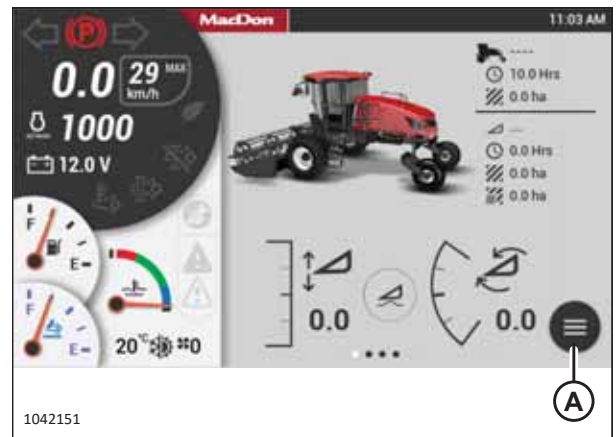 MacDon
11:03 AM
P
0.0
29 MAX
km/h
1000
12.0 V
F
E
F
E
20°C
0
----
10.0 Hrs
0.0 ha
---
0.0 Hrs
0.0 ha
0.0 ha
0.0
0.0
A
1042151